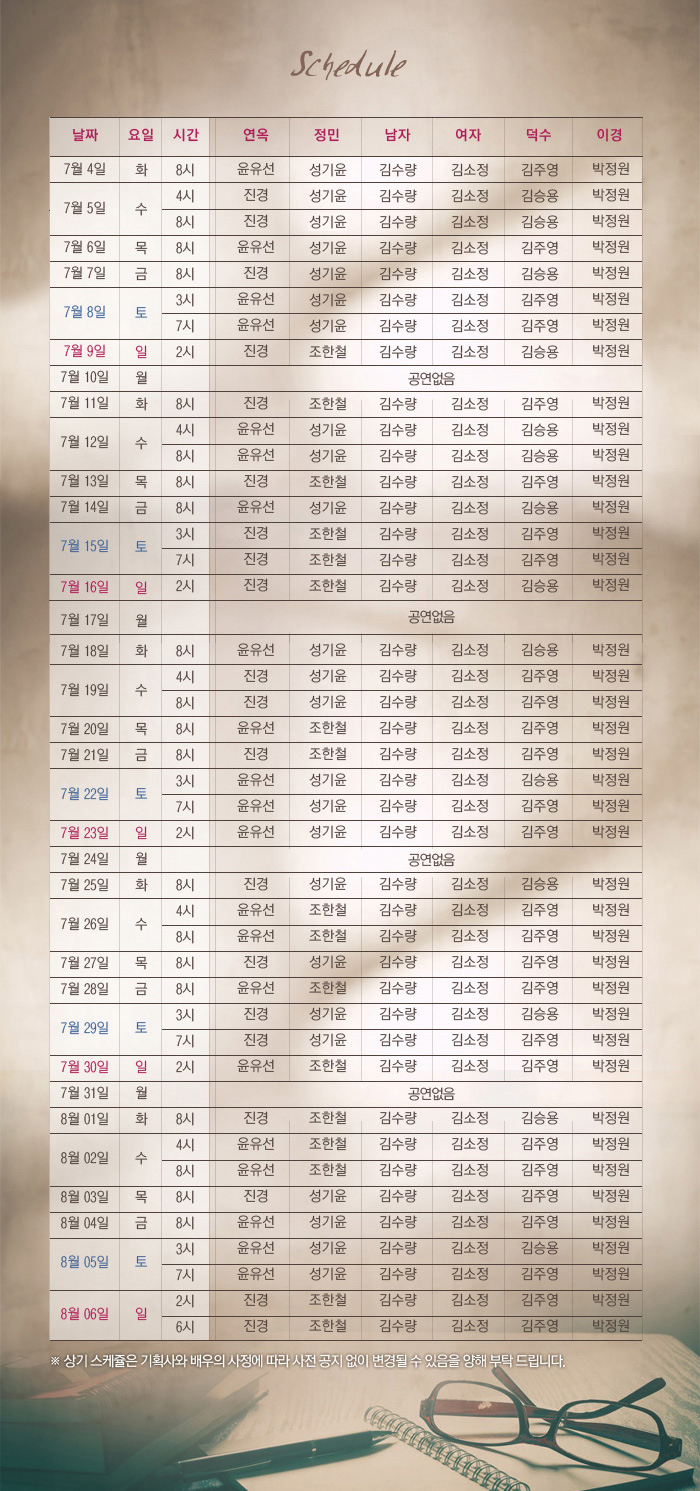 Schedule
날짜 요일 시간 연옥 정민 남자 여자 덕수 이경
7월 4일 화 8시 윤유선 성기윤 김수량 김소정 김주영 박정원
7월 5일 수 4시 진경 성기윤 김수량 김소정 김승용 박정원
8시 진경 성기윤 김수량 김소정 김승용 박정원
7월 6일 목 8시 윤유선 성기윤 김수량 김소정 김주영 박정원
7월 7일 금 8시 진경 성기윤 김수량 김소정 김승용 박정원
7월 8일 토 3시 윤유선 성기윤 김수량 김소정 김주영 박정원
7시 윤유선 성기윤 김수량 김소정 김주영 박정원
7월 9일 일 2시 진경 조한철 김수량 김소정 김승용 박정원
7월 10일 월 공연없음
7월 11일 화 8시 진경 조한철 김수량 김소정 김주영 박정원
7월 12일 수 4시 윤유선 성기윤 김수량 김소정 김승용 박정원
8시 윤유선 성기윤 김수량 김소정 김승용 박정원
7월 13일 목 8시 진경 조한철 김수량 김소정 김주영 박정원
7월 14일 금 8시 윤유선 성기윤 김수량 김소정 김승용 박정원
7월 15일 토 3시 진경 조한철 김수량 김소정 김주영 박정원
7시 진경 조한철 김수량 김소정 김주영 박정원
7월 16일 일 2시 진경 조한철 김수량 김소정 김승용 박정원
7월 17일 월 공연없음
7월 18일 화 8시 윤유선 성기윤 김수량 김소정 김승용 박정원
7월 19일 수 4시 진경 성기윤 김수량 김소정 김주영 박정원
8시 진경 성기윤 김수량 김소정 김주영 박정원
7월 20일 목 8시 윤유선 조한철 김수량 김소정 김주영 박정원
7월 21일 금 8시 진경 조한철 김수량 김소정 김주영 박정원
7월 22일 토 3시 윤유선 성기윤 김수량 김소정 김승용 박정원
7시 윤유선 성기윤 김수량 김소정 김주영 박정원
7월 23일 일 2시 윤유선 성기윤 김수량 김소정 김주영 박정원
7월 24일 월 공연없음
7월 25일 화 8시 진경 성기윤 김수량 김소정 김승용 박정원
7월 26일 수 4시 윤유선 조한철 김수량 김소정 김주영 박정원
8시 윤유선 조한철 김수량 김소정 김주영 박정원
7월 27일 목 8시 진경 성기윤 김수량 김소정 김주영 박정원
7월 28일 금 8시 윤유선 조한철 김수량 김소정 김주영 박정원
7월 29일 토 3시 진경 성기윤 김수량 김소정 김승용 박정원
7시 진경 성기윤 김수량 김소정 김주영 박정원
7월 30일 일 2시 윤유선 조한철 김수량 김소정 김주영 박정원
7월 31일 월 공연없음
8월 01일 화 8시 진경 조한철 김수량 김소정 김승용 박정원
8월 02일 수 4시 윤유선 조한철 김수량 김소정 김주영 박정원
8시 윤유선 조한철 김수량 김소정 김주영 박정원
8월 03일 목 8시 진경 성기윤 김수량 김소정 김주영 박정원
8월 04일 금 8시 윤유선 성기윤 김수량 김소정 김주영 박정원
8월 05일 토 3시 윤유선 성기윤 김수량 김소정 김승용 박정원
7시 윤유선 성기윤 김수량 김소정 김주영 박정원
8월 06일 일 2시 진경 조한철 김수량 김소정 김주영 박정원
6시 진경 조한철 김수량 김소정 김주영 박정원
※ 상기 스케쥴은 기획사와 배우의 사정에 따라 사전 공지 없이 변경될 수 있음을 양해 부탁 드립니다.